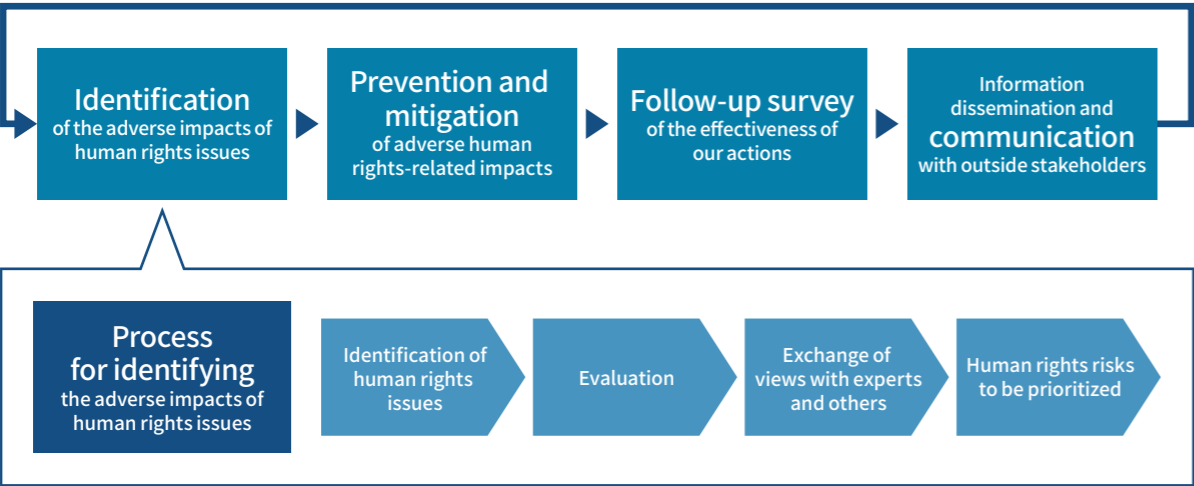 Identification
of the adverse impacts of
human rights issues
Prevention and
mitigation
of adverse human
rights-related impacts
Follow-up survey
of the effectiveness of
our actions
Information
dissemination and
communication
with outside stakeholders
Process
for identifying
the adverse impacts of
human rights issues
Identification of
human rights
issues
Evaluation
Exchange of
views with experts
and others
Human rights risks
to be prioritized